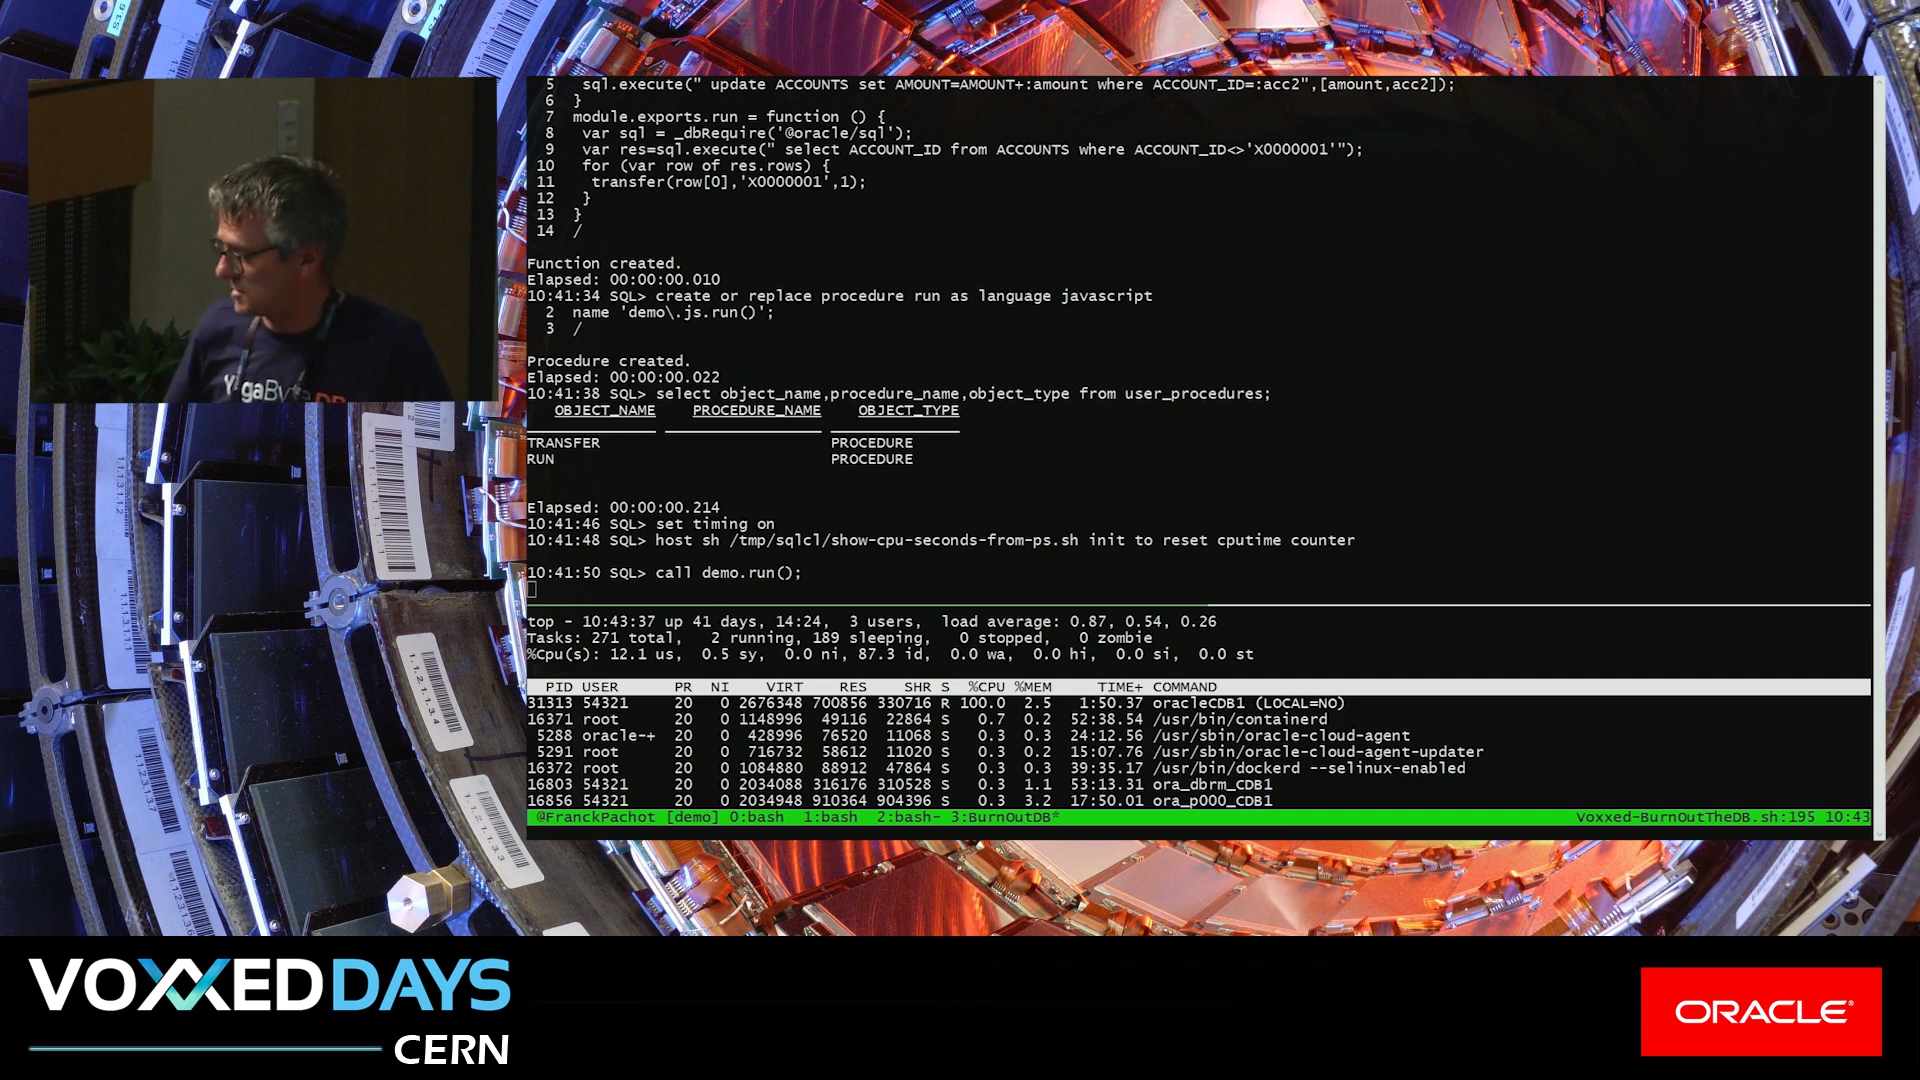 5   sql.execute(" update ACCOUNTS set AMOUNT=AMOUNT+:amount where ACCOUNT_ID=:acc2",[amount,acc2]);
6  }
7  module.exports.run = function () {
8   var sql = _dbRequire('@oracle/sql');
9   var res=sql.execute(" select ACCOUNT_ID from ACCOUNTS where ACCOUNT_ID<>'X0000001'");
10   for (var row of res.rows) {
11    transfer(row[0],'X0000001',1);
12   }
13  }
14  /
Function created.
Elapsed: 00:00:00.010
10:41:34 SQL> create or replace procedure run as language javascript
2  name 'demo\.js.run()';
3  /
Procedure created.
Elapsed: 00:00:00.022
10:41:38 SQL> select object_name,procedure_name,object_type from user_procedures;
OBJECT_NAME PROCEDURE_NAME OBJECT_TYPE
TRANSFER PROCEDURE
RUN PROCEDURE
Elapsed: 00:00:00.214
10:41:46 SQL> set timing on
10:41:48 SQL> host sh /tmp/sqlcl/show-cpu-seconds-from-ps.sh init to reset cputime counter
10:41:50 SQL> call demo.run();
top - 10:43:37 up 41 days, 14:24,  3 users,  load average: 0.87, 0.54, 0.26
Tasks: 271 total,   2 running, 189 sleeping,   0 stopped,   0 zombie
%Cpu(s): 12.1 us,  0.5 sy,  0.0 ni, 87.3 id,  0.0 wa,  0.0 hi,  0.0 si,  0.0 st
PID USER PR NI VIRT RES SHR S %CPU %MEM TIME+ COMMAND
31313 54321 20 0 2676348 700856 330716 R 100.0 2.5 1:50.37 oracleCDB1 (LOCAL=NO)
16371 root 20 0 1148996 49116 22864 S 0.7 0.2 52:38.54 /usr/bin/containerd
5288 oracle-+ 20 0 428996 76520 11068 S 0.3 0.3 24:12.56 /usr/sbin/oracle-cloud-agent
5291 root 20 0 716732 58612 11020 S 0.3 0.2 15:07.76 /usr/sbin/oracle-cloud-agent-updater
16372 root 20 0 1084880 88912 47864 S 0.3 0.3 39:35.17 /usr/bin/dockerd --selinux-enabled
16803 54321 20 0 2034088 316176 310528 S 0.3 1.1 53:13.31 ora_dbrm_CDB1
16856 54321 20 0 2034948 910364 904396 S 0.3 3.2 17:50.01 ora_p000_CDB1
@FranckPachot [demo] 0:bash  1:bash  2:bash- 3:BurnOutDB* Voxxed-BurnOutTheDB.sh:195 10:43
VOXXED DAYS
CERN
ORACLE®